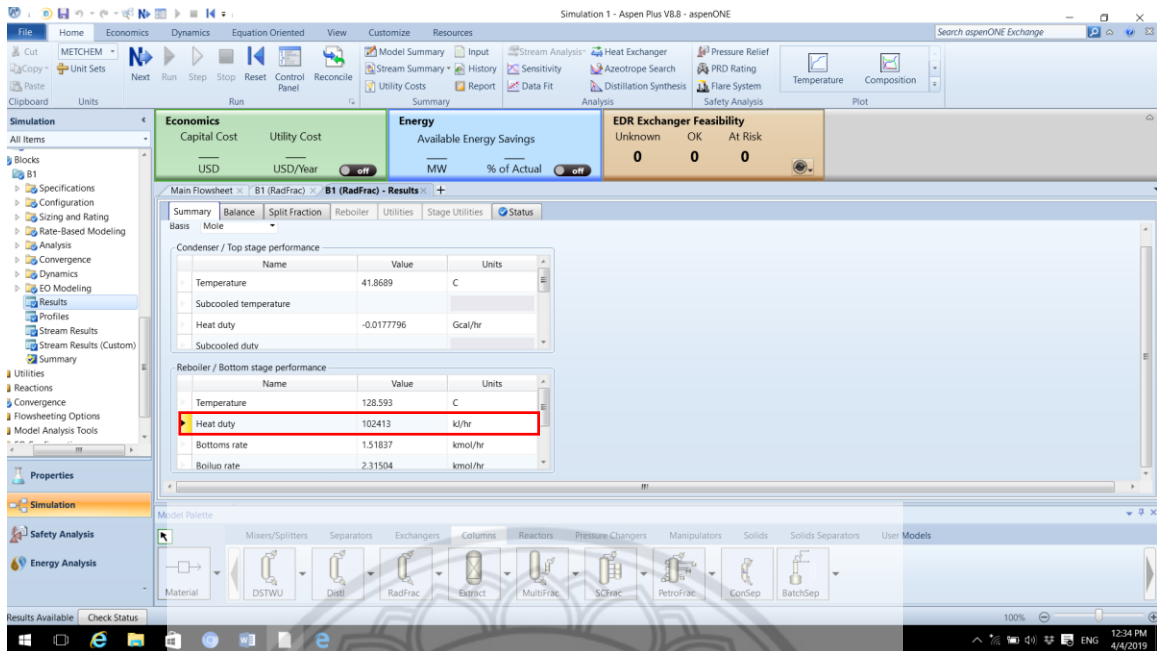 Simulation 1 - Aspen Plus V8.8 - aspenONE
File Home Economics Dynamics Equation Oriented View Customize Resources Search aspenONE Exchange
Cut METCHEM Model Summary Input Stream Analysis Heat Exchanger Pressure Relief
Copy Unit Sets Next Run Step Stop Reset Control Panel Reconcile Stream Summary History Sensitivity Azeotrope Search PRD Rating Temperature Composition
Paste Utility Costs Report Data Fit Distillation Synthesis Flare System
Clipboard Units Run Summary Analysis Safety Analysis Plot
Simulation Economics Energy EDR Exchanger Feasibility
All Items Capital Cost Utility Cost Available Energy Savings Unknown OK At Risk
USD USD/Year off MW % of Actual off 0 0 0
Blocks
B1
Specifications
Configuration
Sizing and Rating
Rate-Based Modeling
Analysis
Convergence
Dynamics
EO Modeling
Results
Profiles
Stream Results
Stream Results (Custom)
Summary
Utilities
Reactions
Convergence
Flowsheeting Options
Model Analysis Tools
Properties
Simulation
Safety Analysis
Energy Analysis
Main Flowsheet B1 (RadFrac) B1 (RadFrac) - Results +
Summary Balance Split Fraction Reboiler Utilities Stage Utilities Status
Basis Mole
Condenser / Top stage performance
Name Value Units
Temperature 41.8689 C
Subcooled temperature
Heat duty -0.0177796 Gcal/hr
Subcooled duty
Reboiler / Bottom stage performance
Name Value Units
Temperature 128.593 C
Heat duty 102413 kJ/hr
Bottoms rate 1.51837 kmol/hr
Boilup rate 2.31504 kmol/hr
Model Palette
Mixers/Splitters Separators Exchangers Columns Reactors Pressure Changers Manipulators Solids Solids Separators User Models
Material DSTWU Distl RadFrac Extract MultiFrac SCFrac PetroFrac ConSep BatchSep
Results Available Check Status 100%
ENG 12:34 PM
4/4/2019